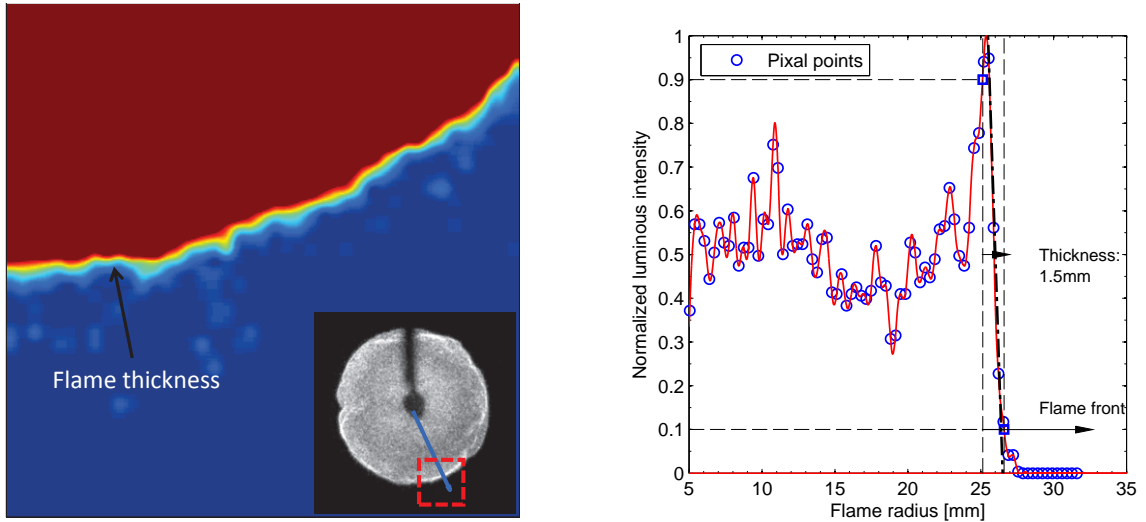 Flame thickness
Pixal points
Thickness:
1.5mm
Flame front
Normalized luminous intensity
1
0.9
0.8
0.7
0.6
0.5
0.4
0.3
0.2
0.1
0
5
10
15
20
25
30
35
Flame radius [mm]